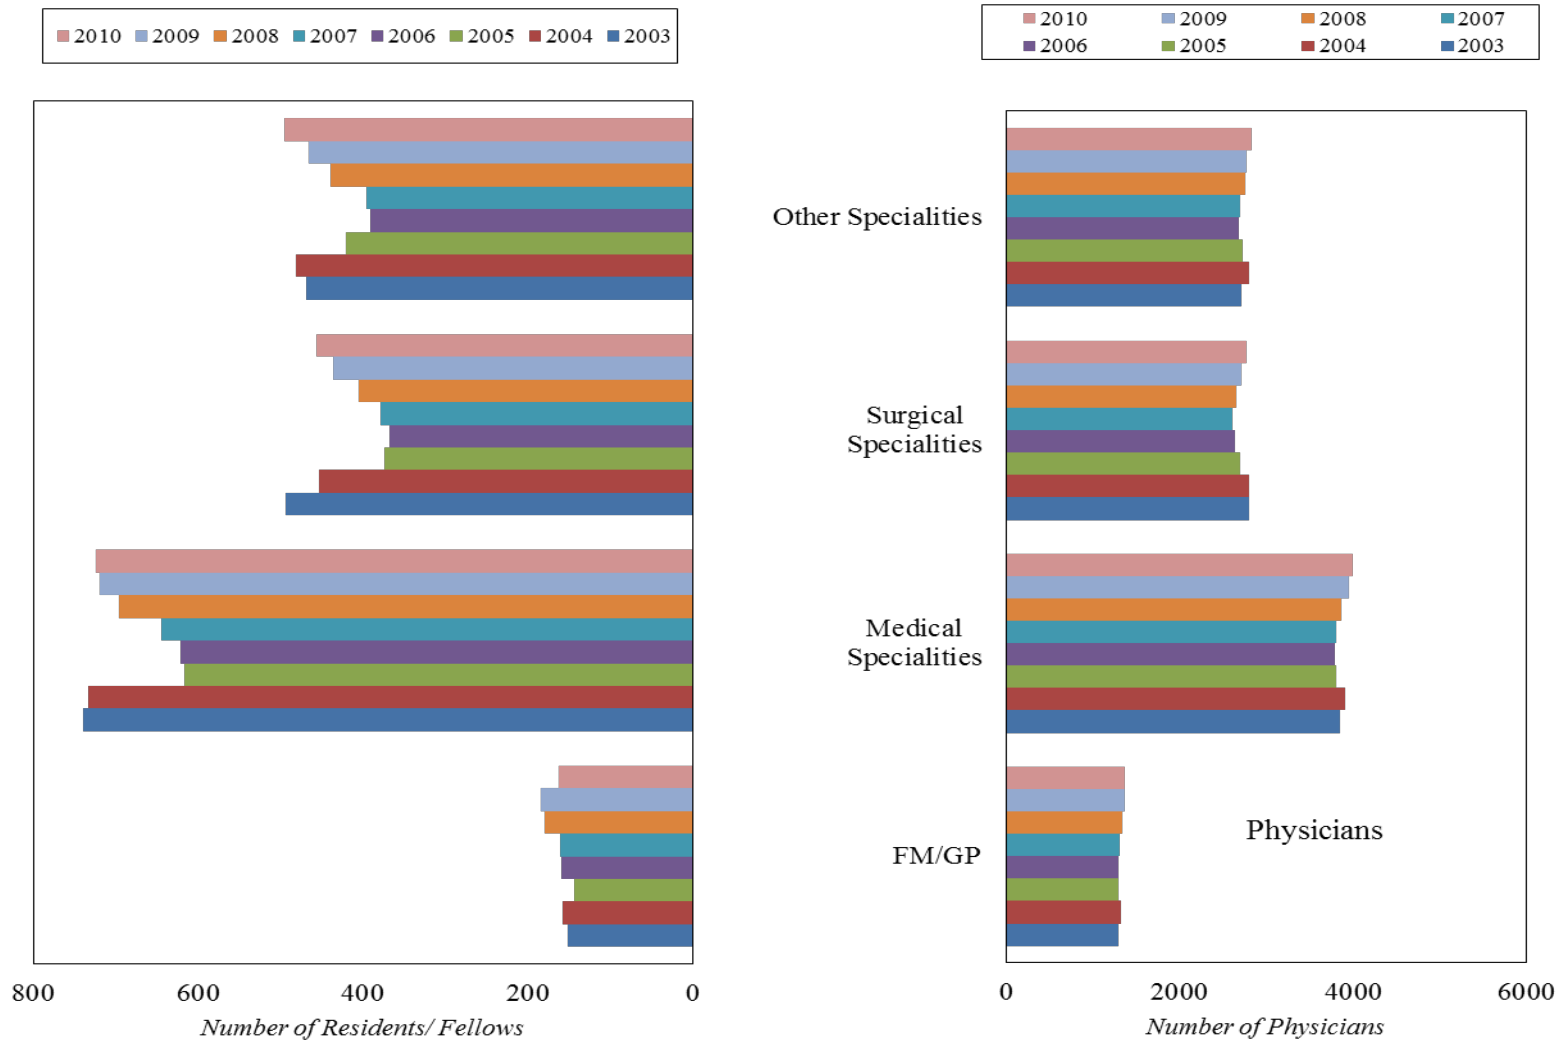 2010 2009 2008 2007 2006 2005 2004 2003
2010 2009 2008 2007
2006 2005 2004 2003
Other Specialities
Surgical
Specialities
Medical
Specialities
FM/GP
Physicians
800 600 400 200 0
Number of Residents/ Fellows
0 2000 4000 6000
Number of Physicians